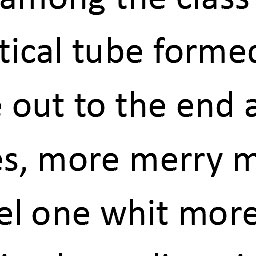 among the class
tical tube formed
out to the end a
es, more merry m
el one whit more